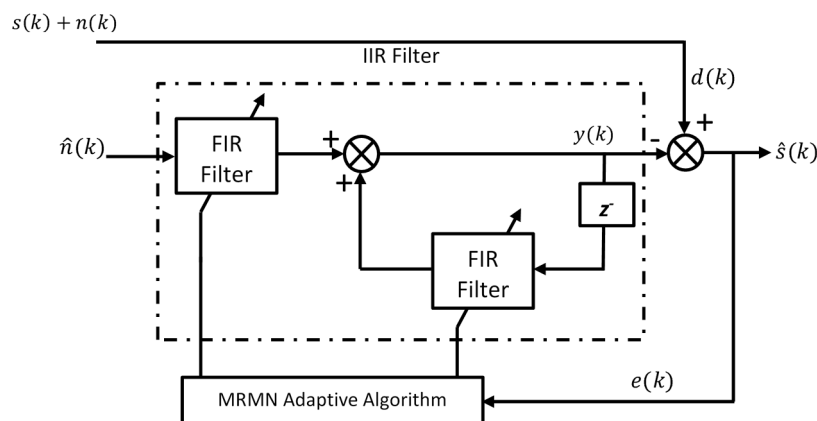 s(k) + n(k)
IIR Filter
d(k)
+
n̂(k)
FIR
Filter
+
+
y(k)
-
ŝ(k)
z⁻
FIR
Filter
e(k)
MRMN Adaptive Algorithm